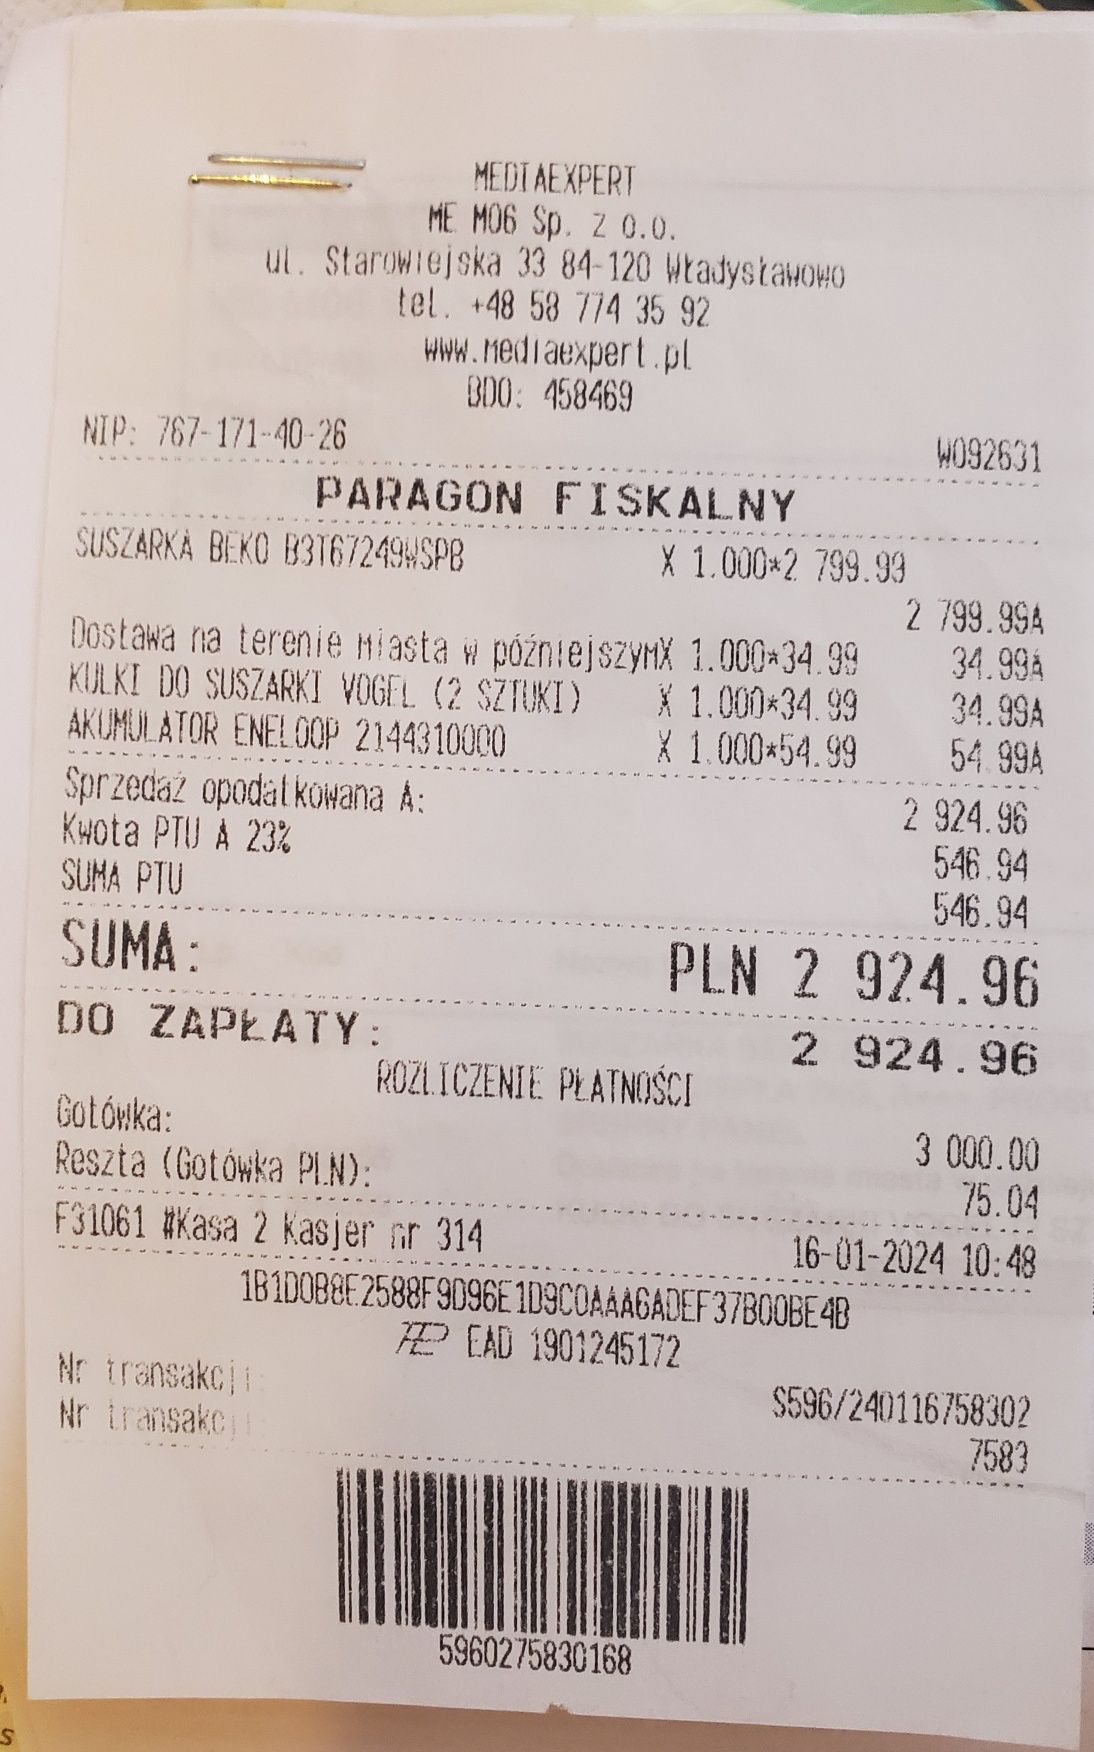 MEDIAEXPERT
ME M06 Sp. z o.o.
ul. Starowiejska 33 84-120 Władysławowo
tel. +48 58 774 35 92
www.mediaexpert.pl
BDO: 458469
NIP: 767-171-40-26 W092631
PARAGON FISKALNY
SUSZARKA BEKO B3T67249WSPB X 1.000*2 799.99
2 799.99A
Dostawa na terenie miasta w późniejszymX 1.000*34.99 34.99A
KULKI DO SUSZARKI VOGEL (2 SZTUKI) X 1.000*34.99 34.99A
AKUMULATOR ENELOOP 2144310000 X 1.000*54.99 54.99A
Sprzedaż opodatkowana A: 2 924.96
Kwota PTU A 23% 546.94
SUMA PTU 546.94
SUMA: PLN 2 924.96
DO ZAPŁATY: 2 924.96
ROZLICZENIE PŁATNOŚCI
Gotówka: 3 000.00
Reszta (Gotówka PLN): 75.04
F31061 #Kasa 2 Kasjer nr 314 16-01-2024 10:48
1B1D0B8E2588F9D96E1D9C0AAA6ADEF37B00BE4B
EAD 1901245172
Nr transakcji: S596/240116758302
Nr transakcji: 7583
5960275830168